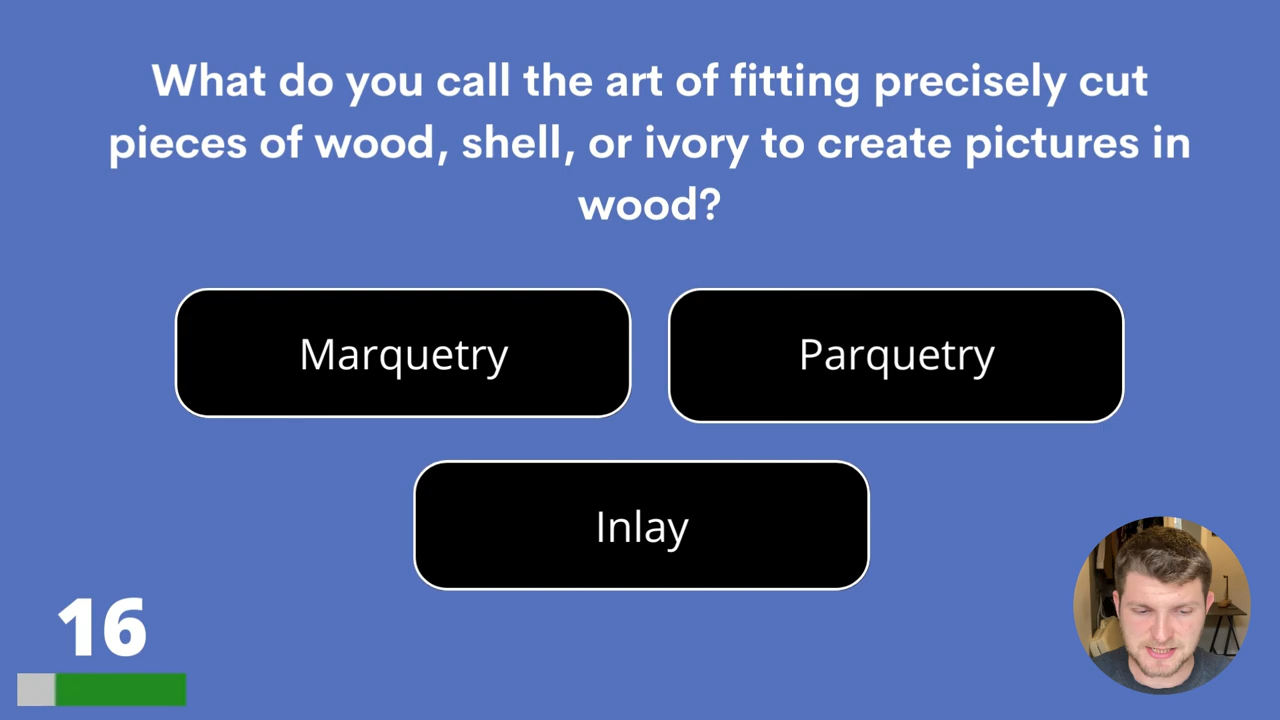 What do you call the art of fitting precisely cut
pieces of wood, shell, or ivory to create pictures in
wood?
Marquetry
Parquetry
Inlay
16